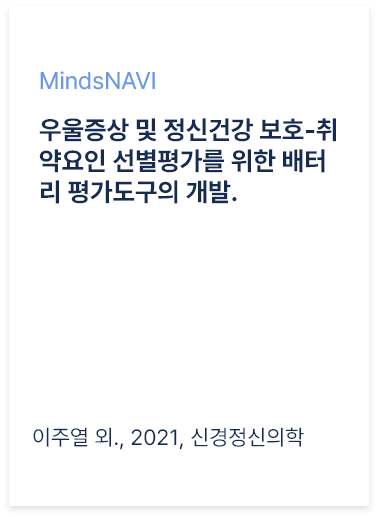 MindsNAVI
우울증상 및 정신건강 보호-취
약요인 선별평가를 위한 배터
리 평가도구의 개발.
이주열 외., 2021, 신경정신의학